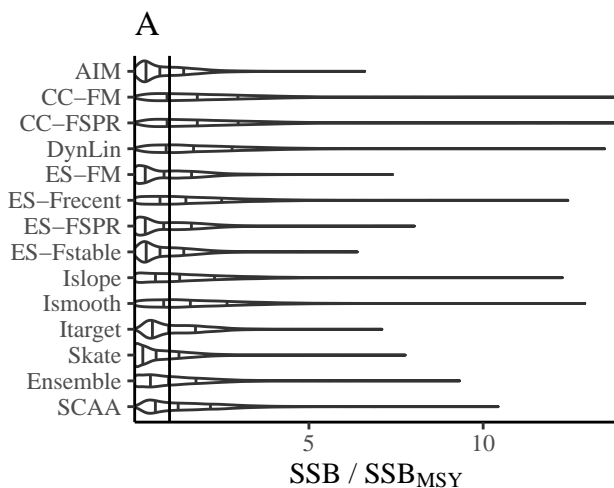 A
AIM
CC−FM
CC−FSPR
DynLin
ES−FM
ES−Frecent
ES−FSPR
ES−Fstable
Islope
Ismooth
Itarget
Skate
Ensemble
SCAA
5 10
SSB / SSBMSY